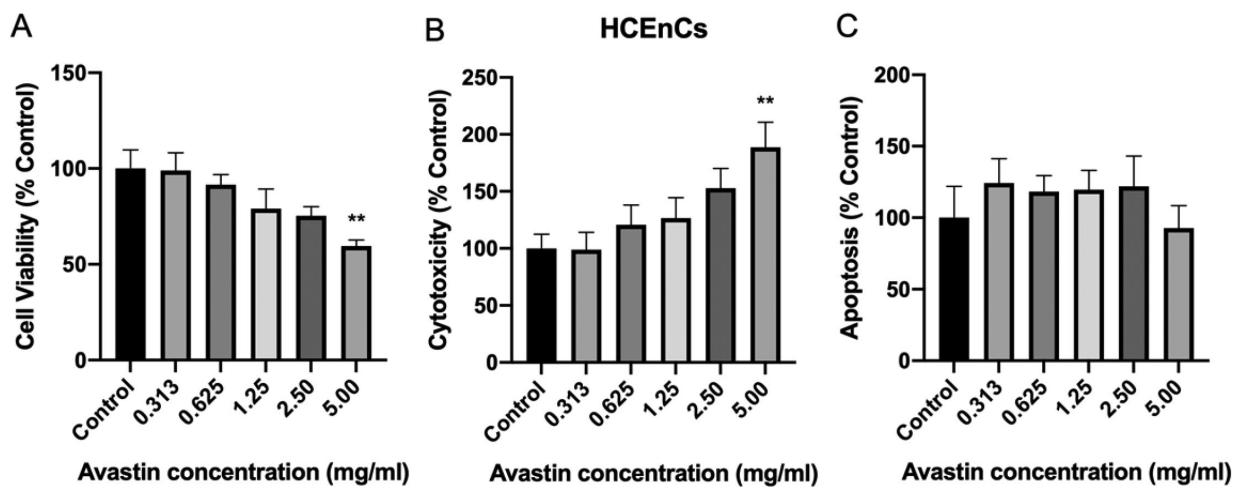 A
Cell Viability (% Control)
150
100
50
0
**
Control
0.313
0.625
1.25
2.50
5.00
Avastin concentration (mg/ml)
B
HCEnCs
Cytotoxicity (% Control)
250
200
150
100
50
0
**
Control
0.313
0.625
1.25
2.50
5.00
Avastin concentration (mg/ml)
C
Apoptosis (% Control)
200
150
100
50
0
Control
0.313
0.625
1.25
2.50
5.00
Avastin concentration (mg/ml)